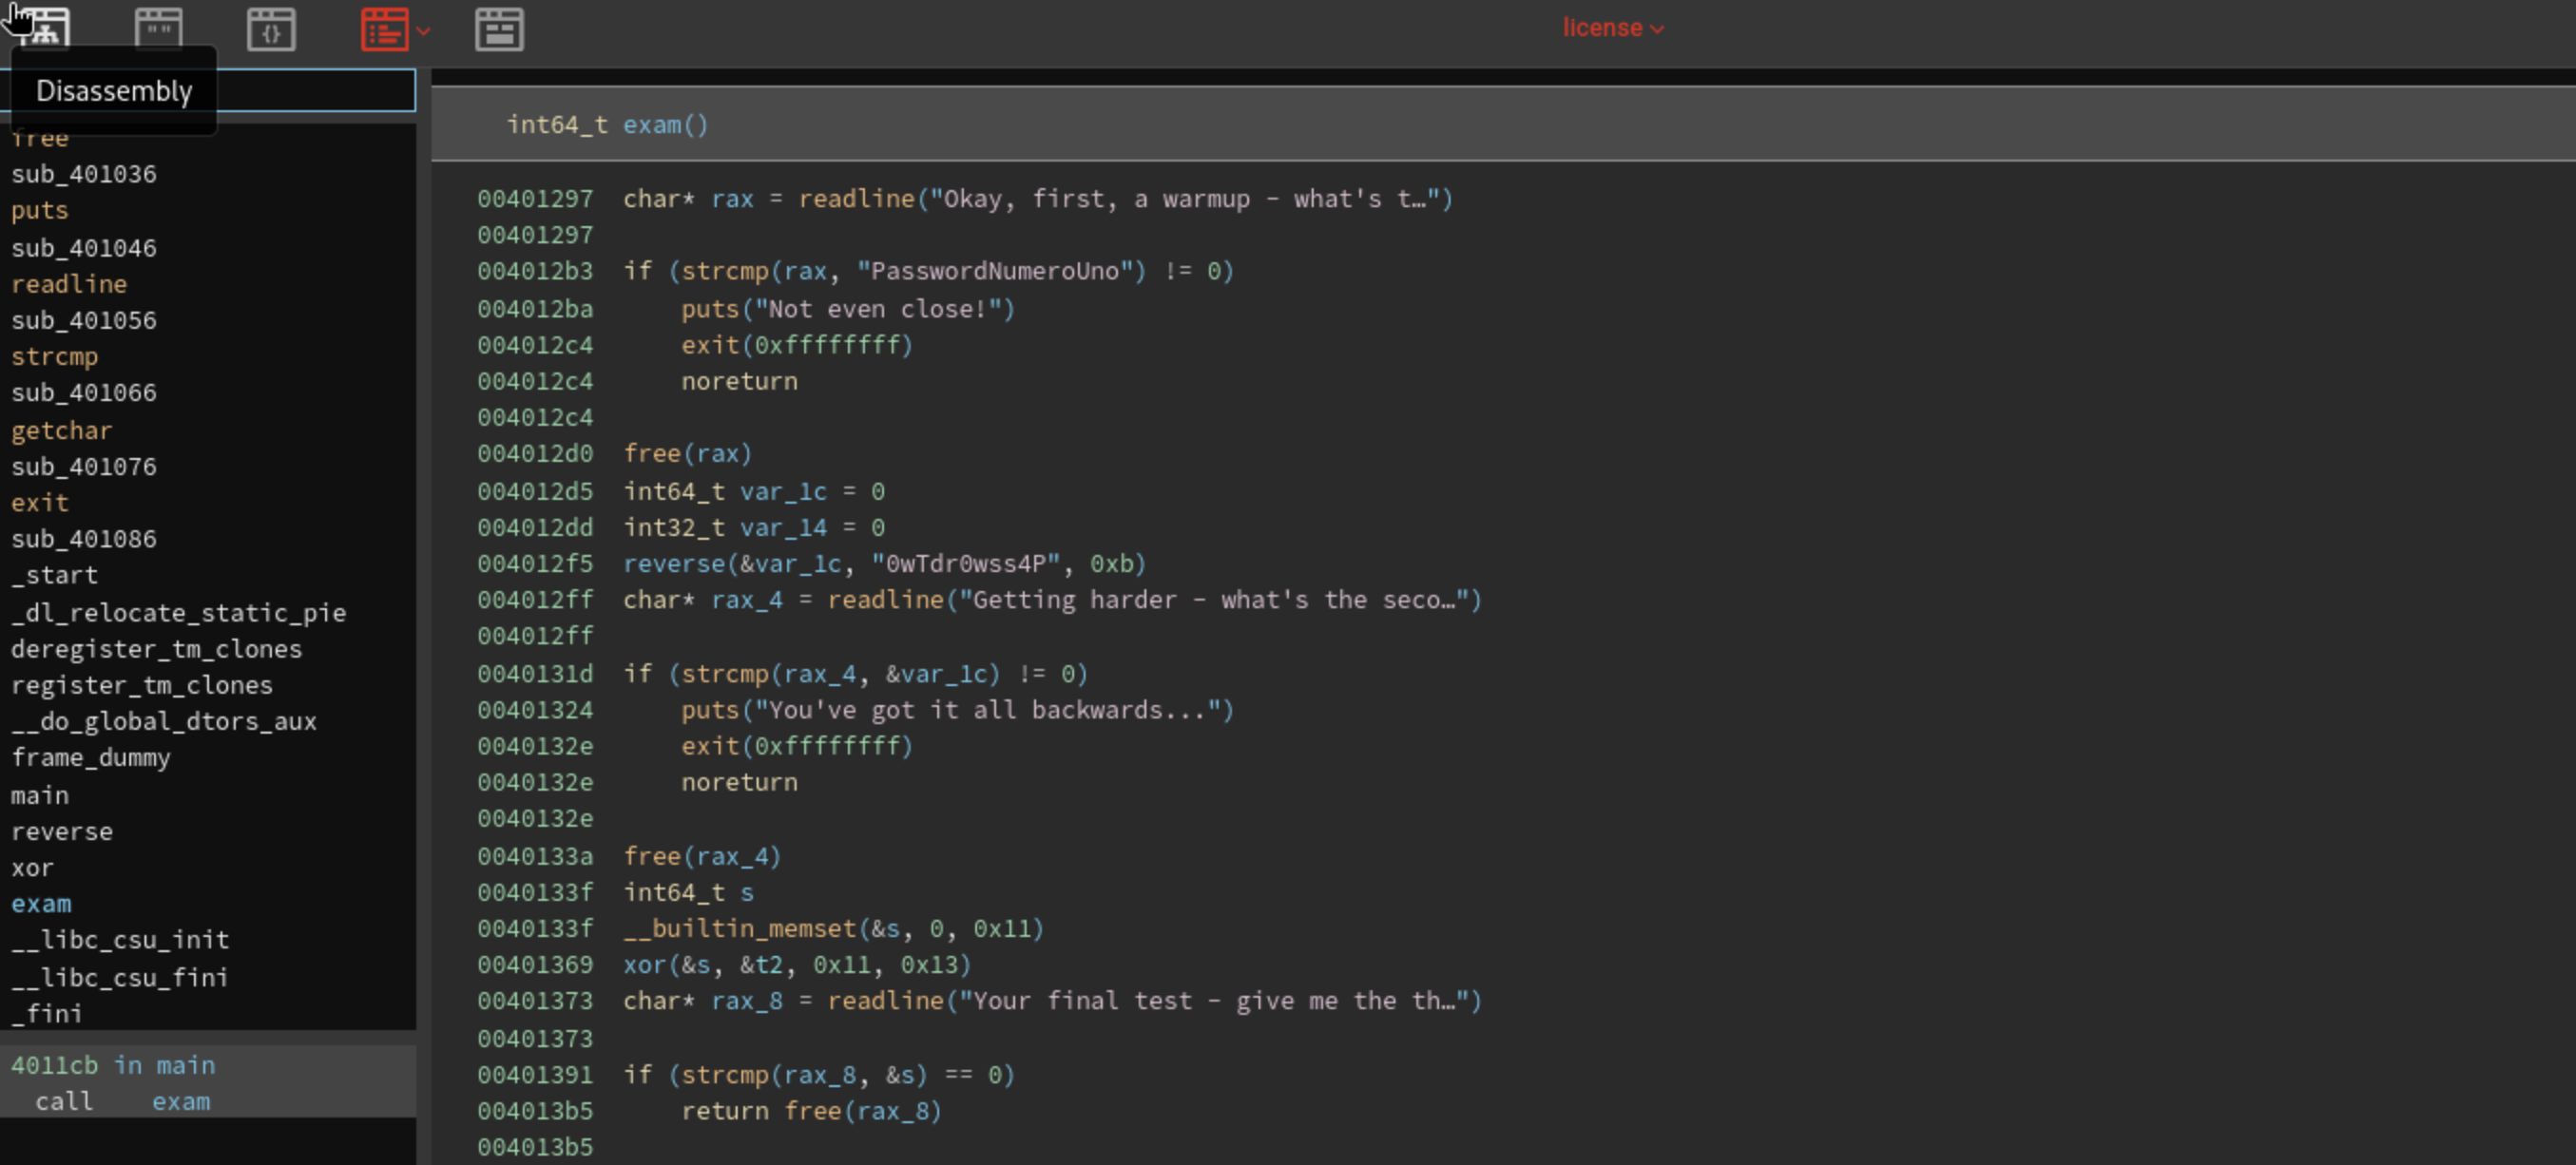 "" {} license
Disassembly
free
sub_401036
puts
sub_401046
readline
sub_401056
strcmp
sub_401066
getchar
sub_401076
exit
sub_401086
_start
_dl_relocate_static_pie
deregister_tm_clones
register_tm_clones
__do_global_dtors_aux
frame_dummy
main
reverse
xor
exam
__libc_csu_init
__libc_csu_fini
_fini
4011cb in main
call exam
int64_t exam()
00401297 char* rax = readline("Okay, first, a warmup – what's t…")
00401297
004012b3 if (strcmp(rax, "PasswordNumeroUno") != 0)
004012ba puts("Not even close!")
004012c4 exit(0xffffffff)
004012c4 noreturn
004012c4
004012d0 free(rax)
004012d5 int64_t var_1c = 0
004012dd int32_t var_14 = 0
004012f5 reverse(&var_1c, "0wTdr0wss4P", 0xb)
004012ff char* rax_4 = readline("Getting harder – what's the seco…")
004012ff
0040131d if (strcmp(rax_4, &var_1c) != 0)
00401324 puts("You've got it all backwards...")
0040132e exit(0xffffffff)
0040132e noreturn
0040132e
0040133a free(rax_4)
0040133f int64_t s
0040133f __builtin_memset(&s, 0, 0x11)
00401369 xor(&s, &t2, 0x11, 0x13)
00401373 char* rax_8 = readline("Your final test – give me the th…")
00401373
00401391 if (strcmp(rax_8, &s) == 0)
004013b5 return free(rax_8)
004013b5